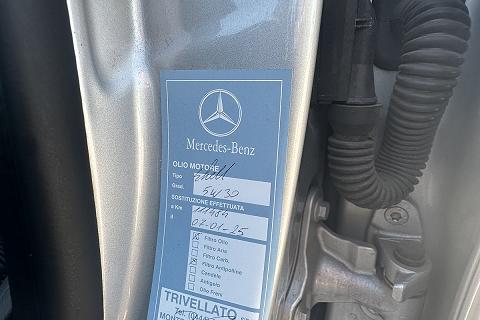 Mercedes-Benz
OLIO MOTORE
Tipo Shell
Grad. 5W30
SOSTITUZIONE EFFETTUATA
a Km
il 07-01-25
Filtro Olio
Filtro Aria
Filtro Carb.
Filtro Antipolline
Candele
Antigelo
Olio Freni
TRIVELLATO